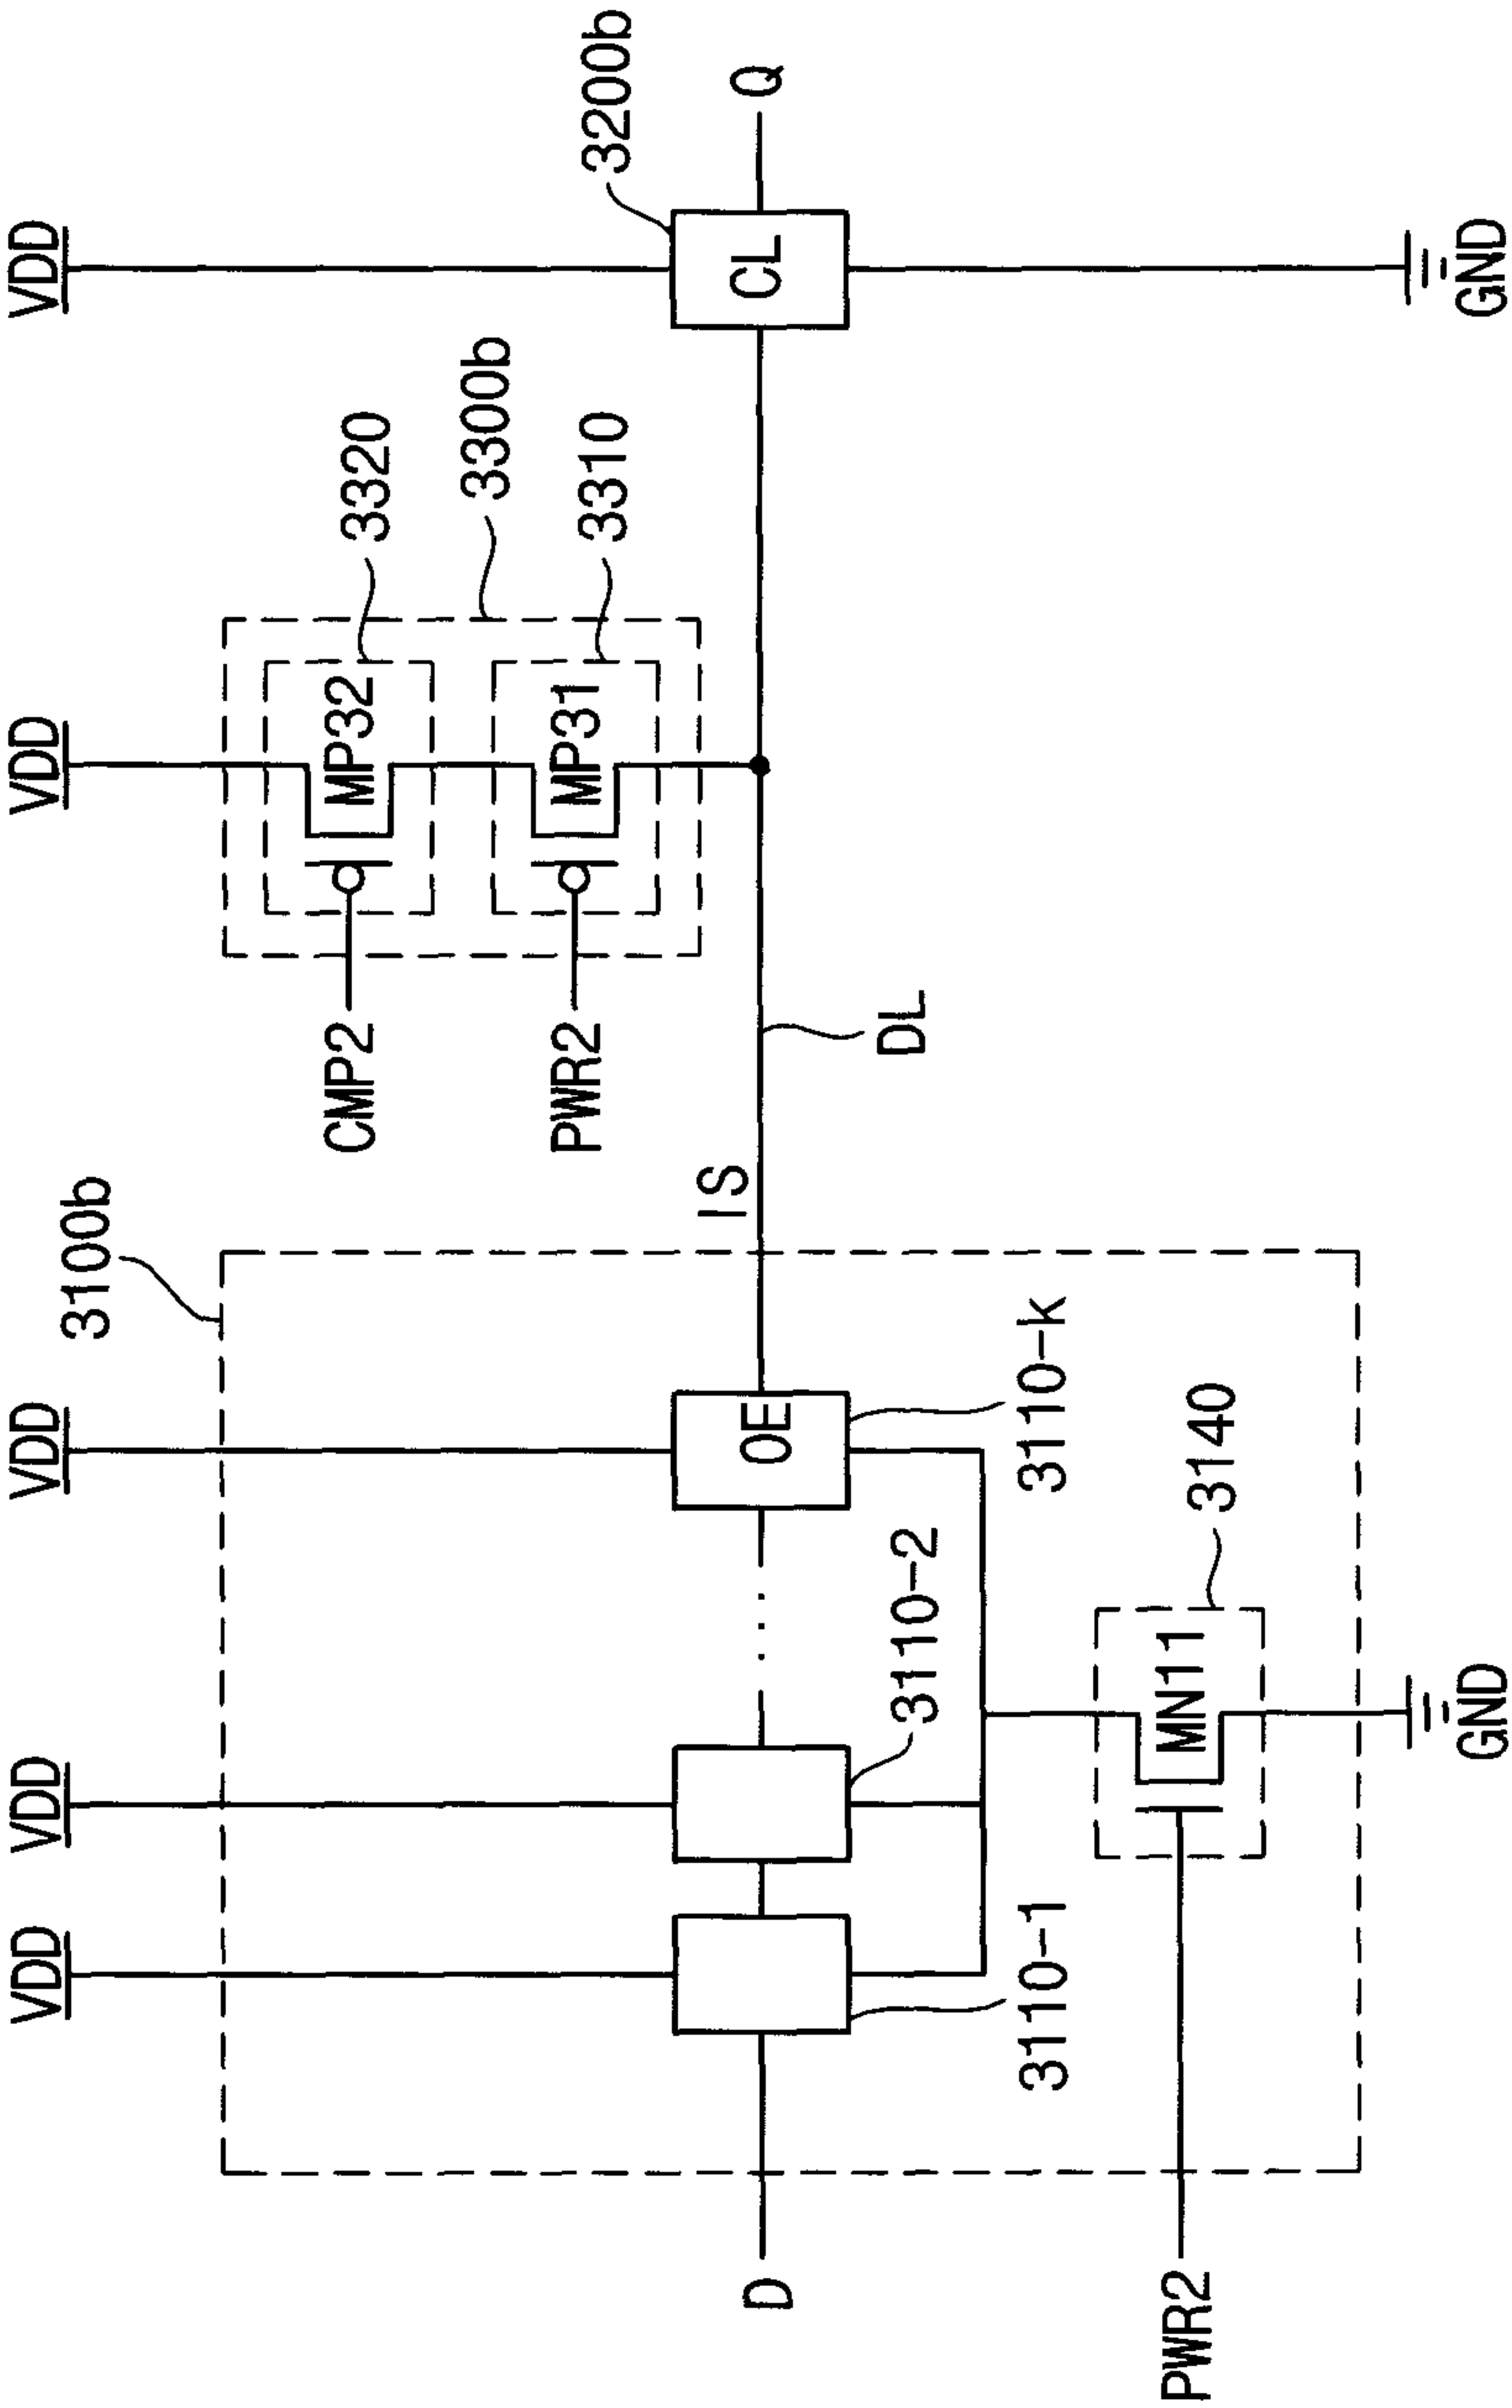 VDD
VDD
VDD
VDD
VDD
3100b
CMP2
MP32
3320
3300b
PWR2
MP31
3310
3200b
D
OE
IS
DL
CL
Q
3110-1
3110-2
3110-k
PWR2
MN11
3140
GND
GND